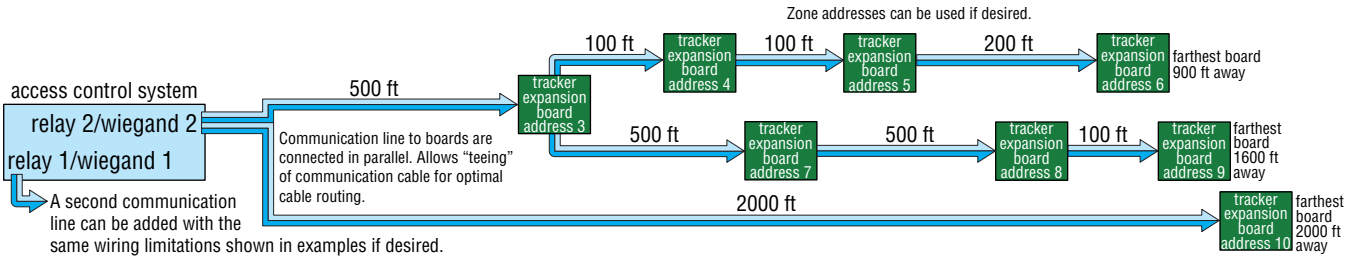 Zone addresses can be used if desired.
100 ft
tracker
expansion
board
address 4
100 ft
tracker
expansion
board
address 5
200 ft
tracker
expansion
board
address 6
farthest board
900 ft away
access control system
relay 2/wiegand 2
relay 1/wiegand 1
500 ft
tracker
expansion
board
address 3
Communication line to boards are
connected in parallel. Allows “teeing”
of communication cable for optimal
cable routing.
500 ft
tracker
expansion
board
address 7
500 ft
tracker
expansion
board
address 8
100 ft
tracker
expansion
board
address 9
farthest
board
1600 ft
away
A second communication
line can be added with the
same wiring limitations shown in examples if desired.
2000 ft
tracker
expansion
board
address 10
farthest
board
2000 ft
away